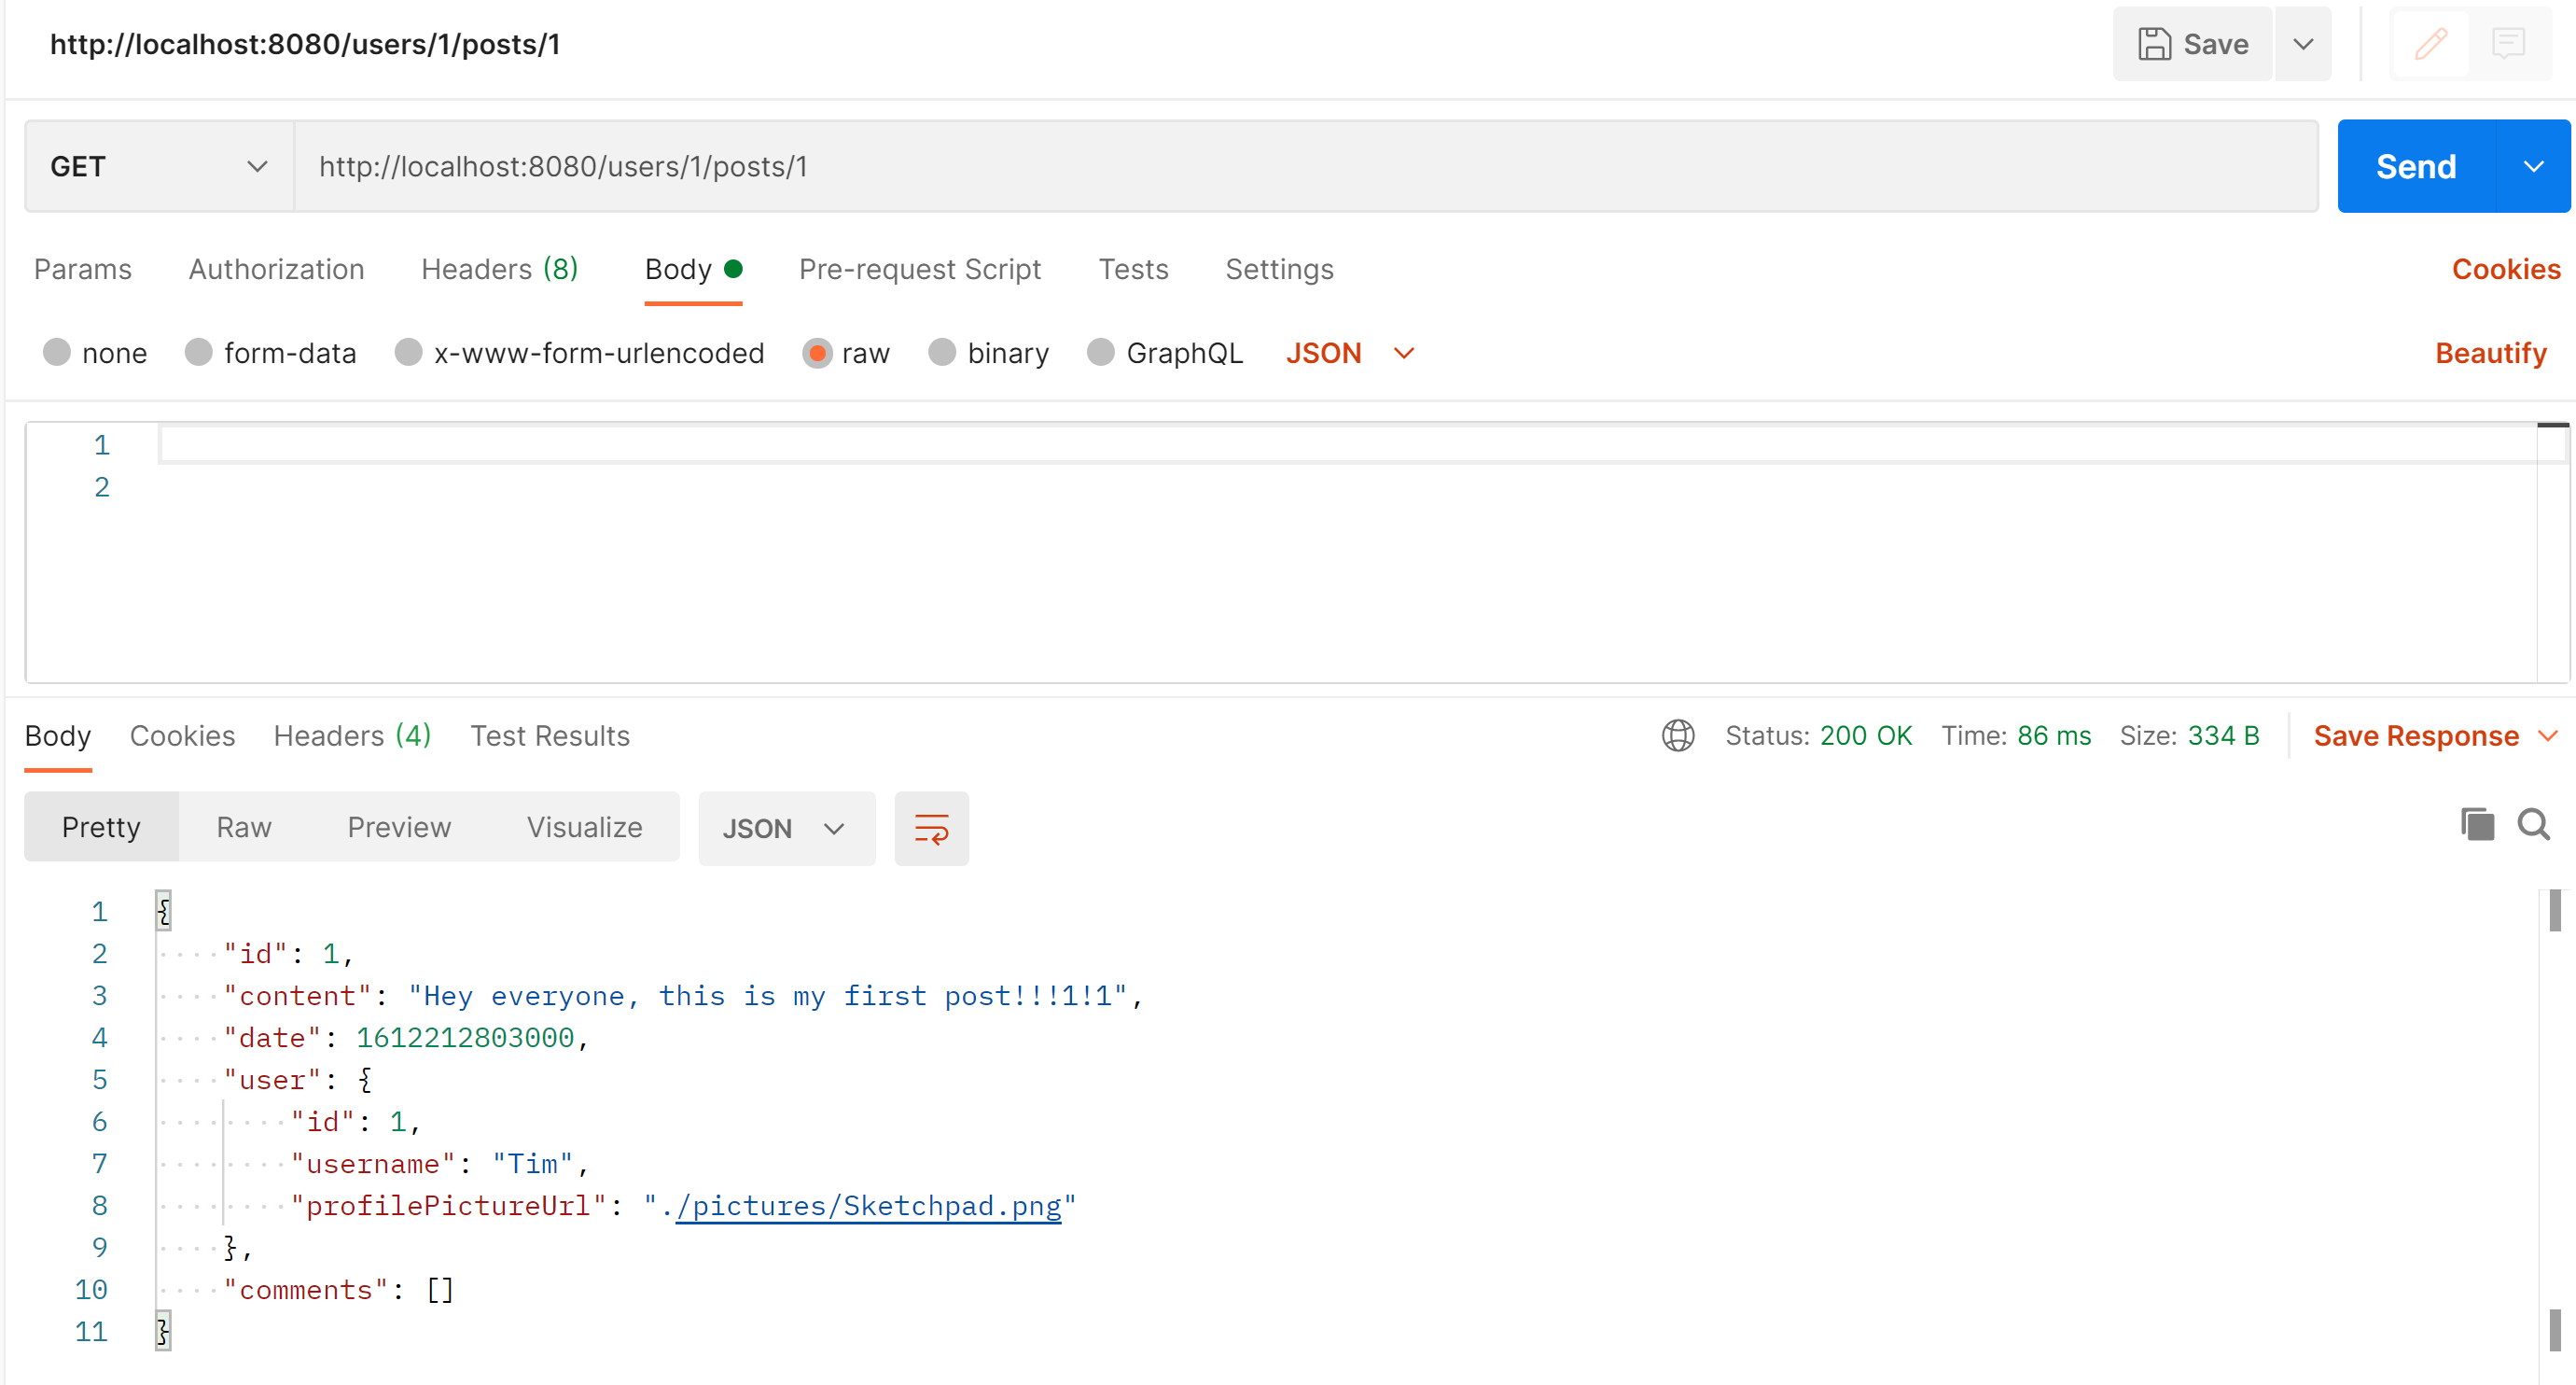 http://localhost:8080/users/1/posts/1 Save
GET http://localhost:8080/users/1/posts/1 Send
Params Authorization Headers (8) Body Pre-request Script Tests Settings Cookies
none form-data x-www-form-urlencoded raw binary GraphQL JSON Beautify
1
2
Body Cookies Headers (4) Test Results Status: 200 OK Time: 86 ms Size: 334 B Save Response
Pretty Raw Preview Visualize JSON
1 {
2 "id": 1,
3 "content": "Hey everyone, this is my first post!!!1!1",
4 "date": 1612212803000,
5 "user": {
6 "id": 1,
7 "username": "Tim",
8 "profilePictureUrl": "./pictures/Sketchpad.png"
9 },
10 "comments": []
11 }